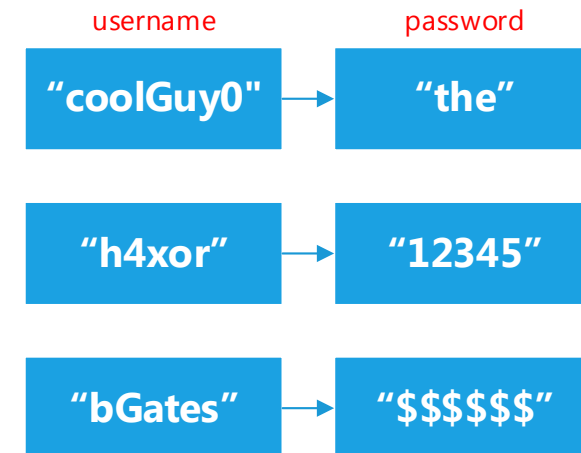 username password
“coolGuy0" “the”
“h4xor” “12345”
“bGates” “$$$$$$”